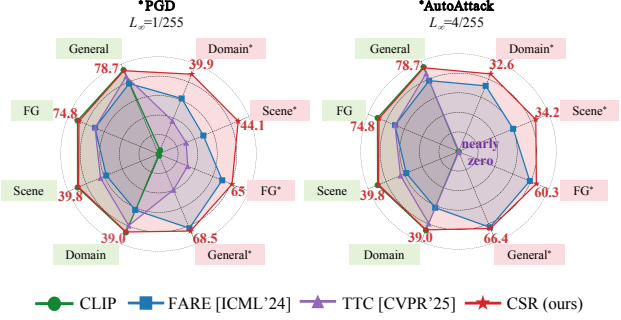 *PGD
L∞=1/255
General
78.7
39.9
Domain*
FG
74.8
Scene*
44.1
Scene
39.8
65
FG*
Domain
39.0
68.5
General*
*AutoAttack
L∞=4/255
General
78.7
32.6
Domain*
FG
74.8
34.2
Scene*
nearly
zero
Scene
39.8
60.3
FG*
Domain
39.0
66.4
General*
CLIP
FARE [ICML'24]
TTC [CVPR'25]
CSR (ours)